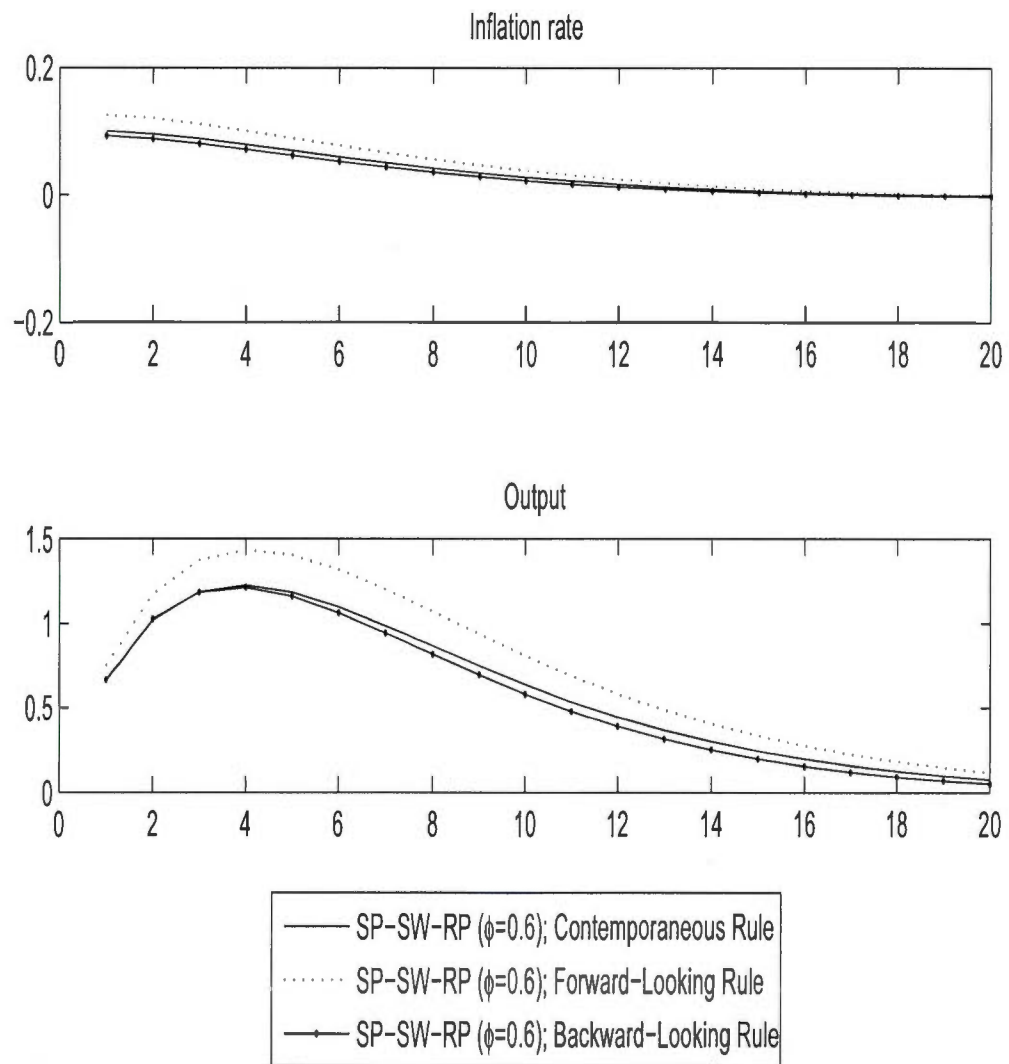 Inflation rate
0.2
0
−0.2
0 2 4 6 8 10 12 14 16 18 20
Output
1.5
1
0.5
0
0 2 4 6 8 10 12 14 16 18 20
SP−SW−RP (ϕ=0.6); Contemporaneous Rule
SP−SW−RP (ϕ=0.6); Forward−Looking Rule
SP−SW−RP (ϕ=0.6); Backward−Looking Rule